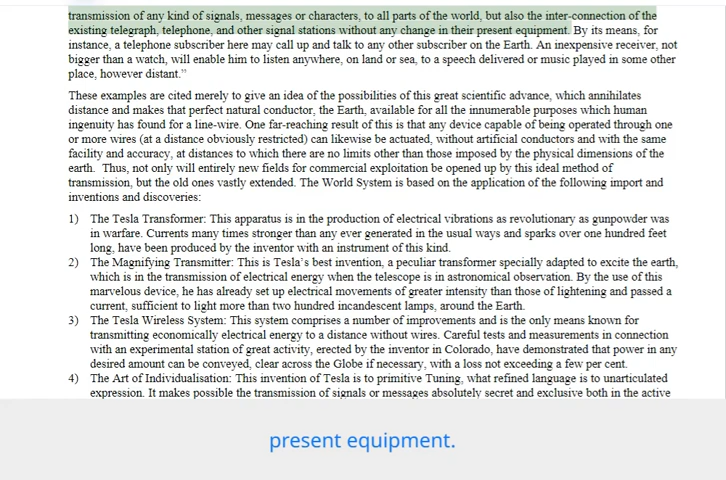 transmission of any kind of signals, messages or characters, to all parts of the world, but also the inter-connection of the
existing telegraph, telephone, and other signal stations without any change in their present equipment. By its means, for
instance, a telephone subscriber here may call up and talk to any other subscriber on the Earth. An inexpensive receiver, not
bigger than a watch, will enable him to listen anywhere, on land or sea, to a speech delivered or music played in some other
place, however distant.”
These examples are cited merely to give an idea of the possibilities of this great scientific advance, which annihilates
distance and makes that perfect natural conductor, the Earth, available for all the innumerable purposes which human
ingenuity has found for a line-wire. One far-reaching result of this is that any device capable of being operated through one
or more wires (at a distance obviously restricted) can likewise be actuated, without artificial conductors and with the same
facility and accuracy, at distances to which there are no limits other than those imposed by the physical dimensions of the
earth. Thus, not only will entirely new fields for commercial exploitation be opened up by this ideal method of
transmission, but the old ones vastly extended. The World System is based on the application of the following import and
inventions and discoveries:
1) The Tesla Transformer: This apparatus is in the production of electrical vibrations as revolutionary as gunpowder was
in warfare. Currents many times stronger than any ever generated in the usual ways and sparks over one hundred feet
long, have been produced by the inventor with an instrument of this kind.
2) The Magnifying Transmitter: This is Tesla’s best invention, a peculiar transformer specially adapted to excite the earth,
which is in the transmission of electrical energy when the telescope is in astronomical observation. By the use of this
marvelous device, he has already set up electrical movements of greater intensity than those of lightening and passed a
current, sufficient to light more than two hundred incandescent lamps, around the Earth.
3) The Tesla Wireless System: This system comprises a number of improvements and is the only means known for
transmitting economically electrical energy to a distance without wires. Careful tests and measurements in connection
with an experimental station of great activity, erected by the inventor in Colorado, have demonstrated that power in any
desired amount can be conveyed, clear across the Globe if necessary, with a loss not exceeding a few per cent.
4) The Art of Individualisation: This invention of Tesla is to primitive Tuning, what refined language is to unarticulated
expression. It makes possible the transmission of signals or messages absolutely secret and exclusive both in the active
present equipment.